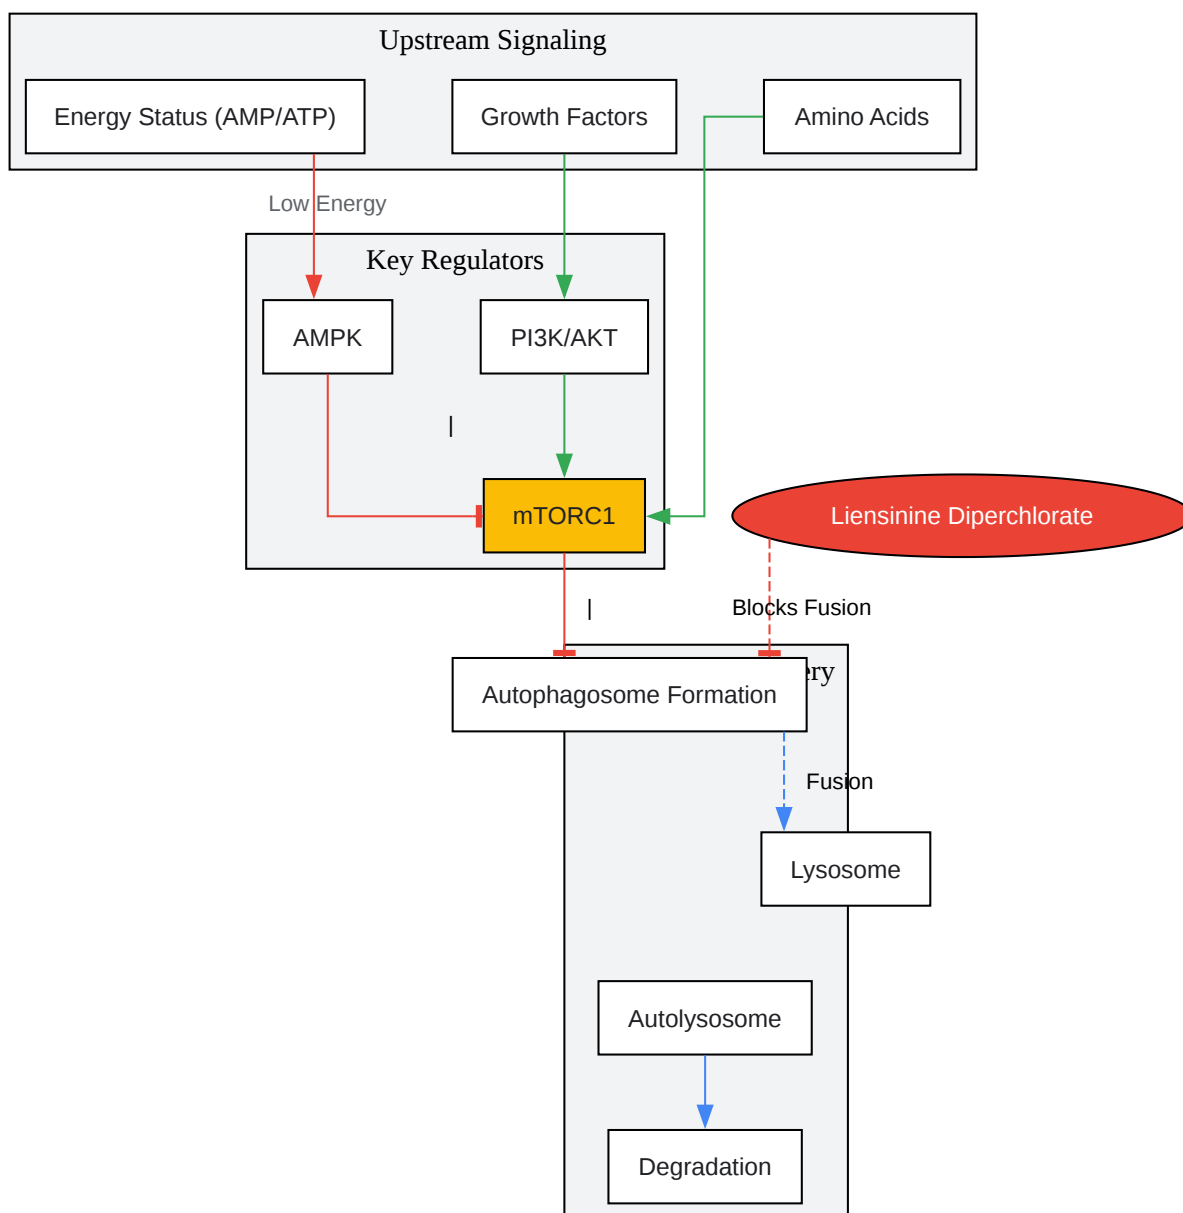 Upstream Signaling
Energy Status (AMP/ATP)
Growth Factors
Amino Acids
Low Energy
Key Regulators
AMPK
PI3K/AKT
|
mTORC1
Liensinine Diperchlorate
|
Blocks Fusion
Autophagosome Formation
Fusion
Lysosome
Autolysosome
Degradation